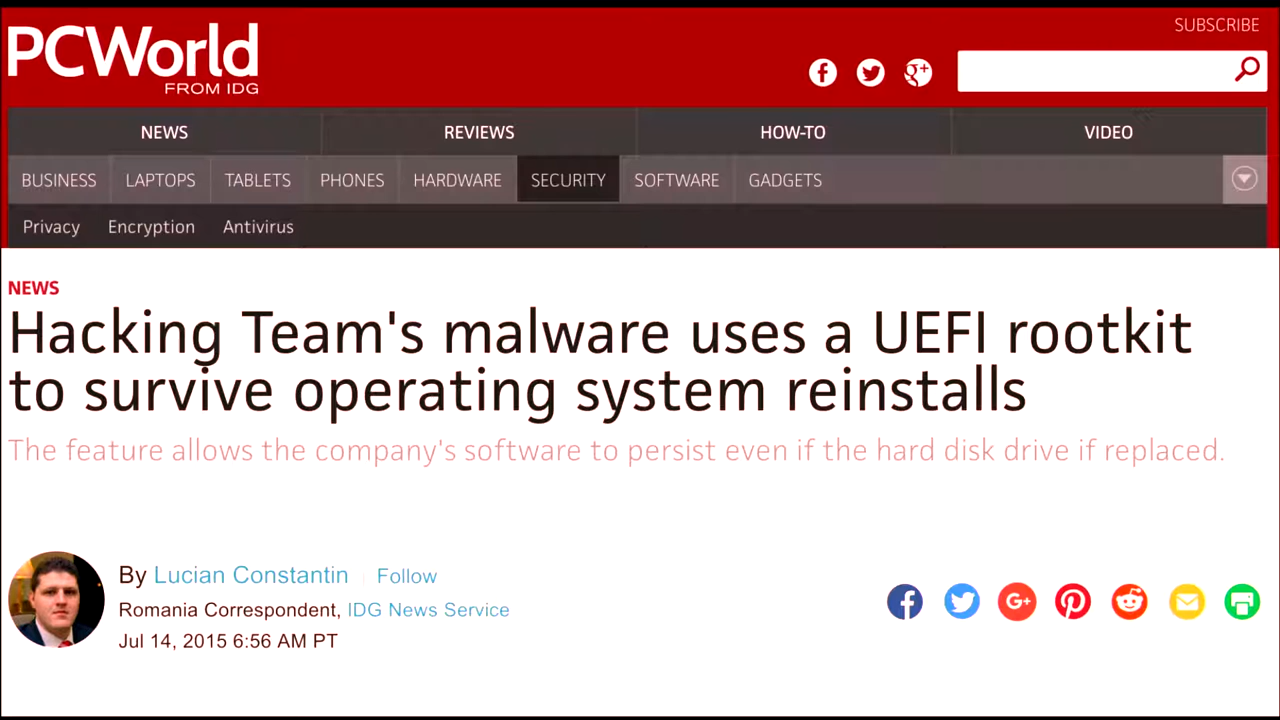 SUBSCRIBE
PCWorld
FROM IDG
NEWS REVIEWS HOW-TO VIDEO
BUSINESS LAPTOPS TABLETS PHONES HARDWARE SECURITY SOFTWARE GADGETS
Privacy Encryption Antivirus
NEWS
Hacking Team's malware uses a UEFI rootkit
to survive operating system reinstalls
The feature allows the company's software to persist even if the hard disk drive if replaced.
By Lucian Constantin Follow
Romania Correspondent, IDG News Service
Jul 14, 2015 6:56 AM PT